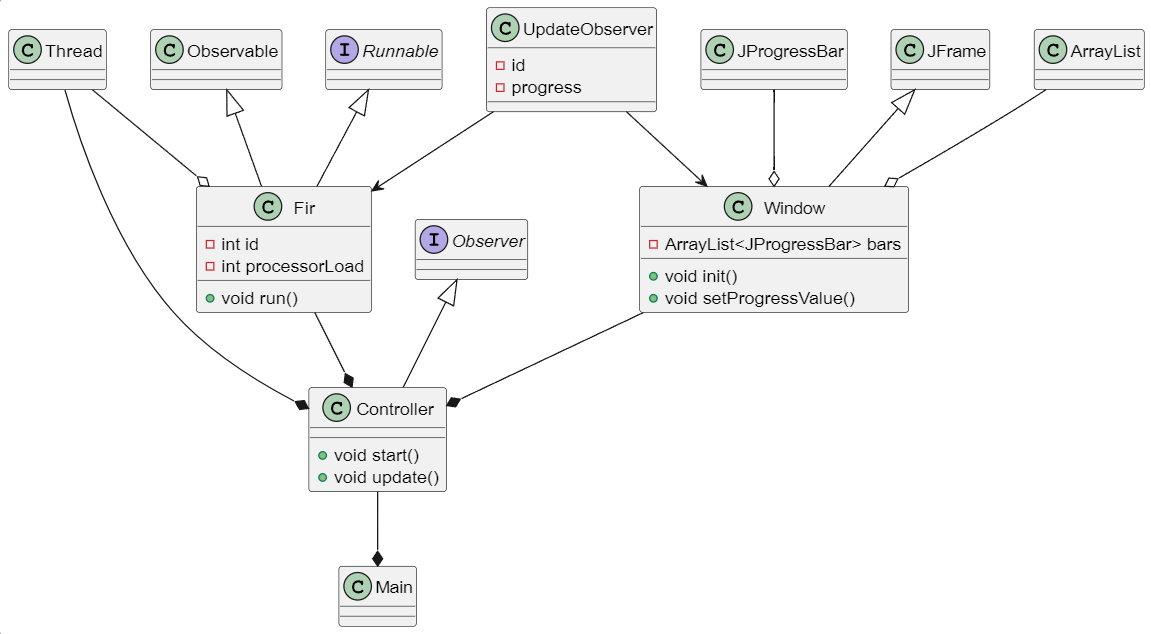 C Thread
C Observable
I Runnable
C UpdateObserver
id
progress
C JProgressBar
C JFrame
C ArrayList
C Fir
int id
int processorLoad
void run()
I Observer
C Window
ArrayList<JProgressBar> bars
void init()
void setProgressValue()
C Controller
void start()
void update()
C Main